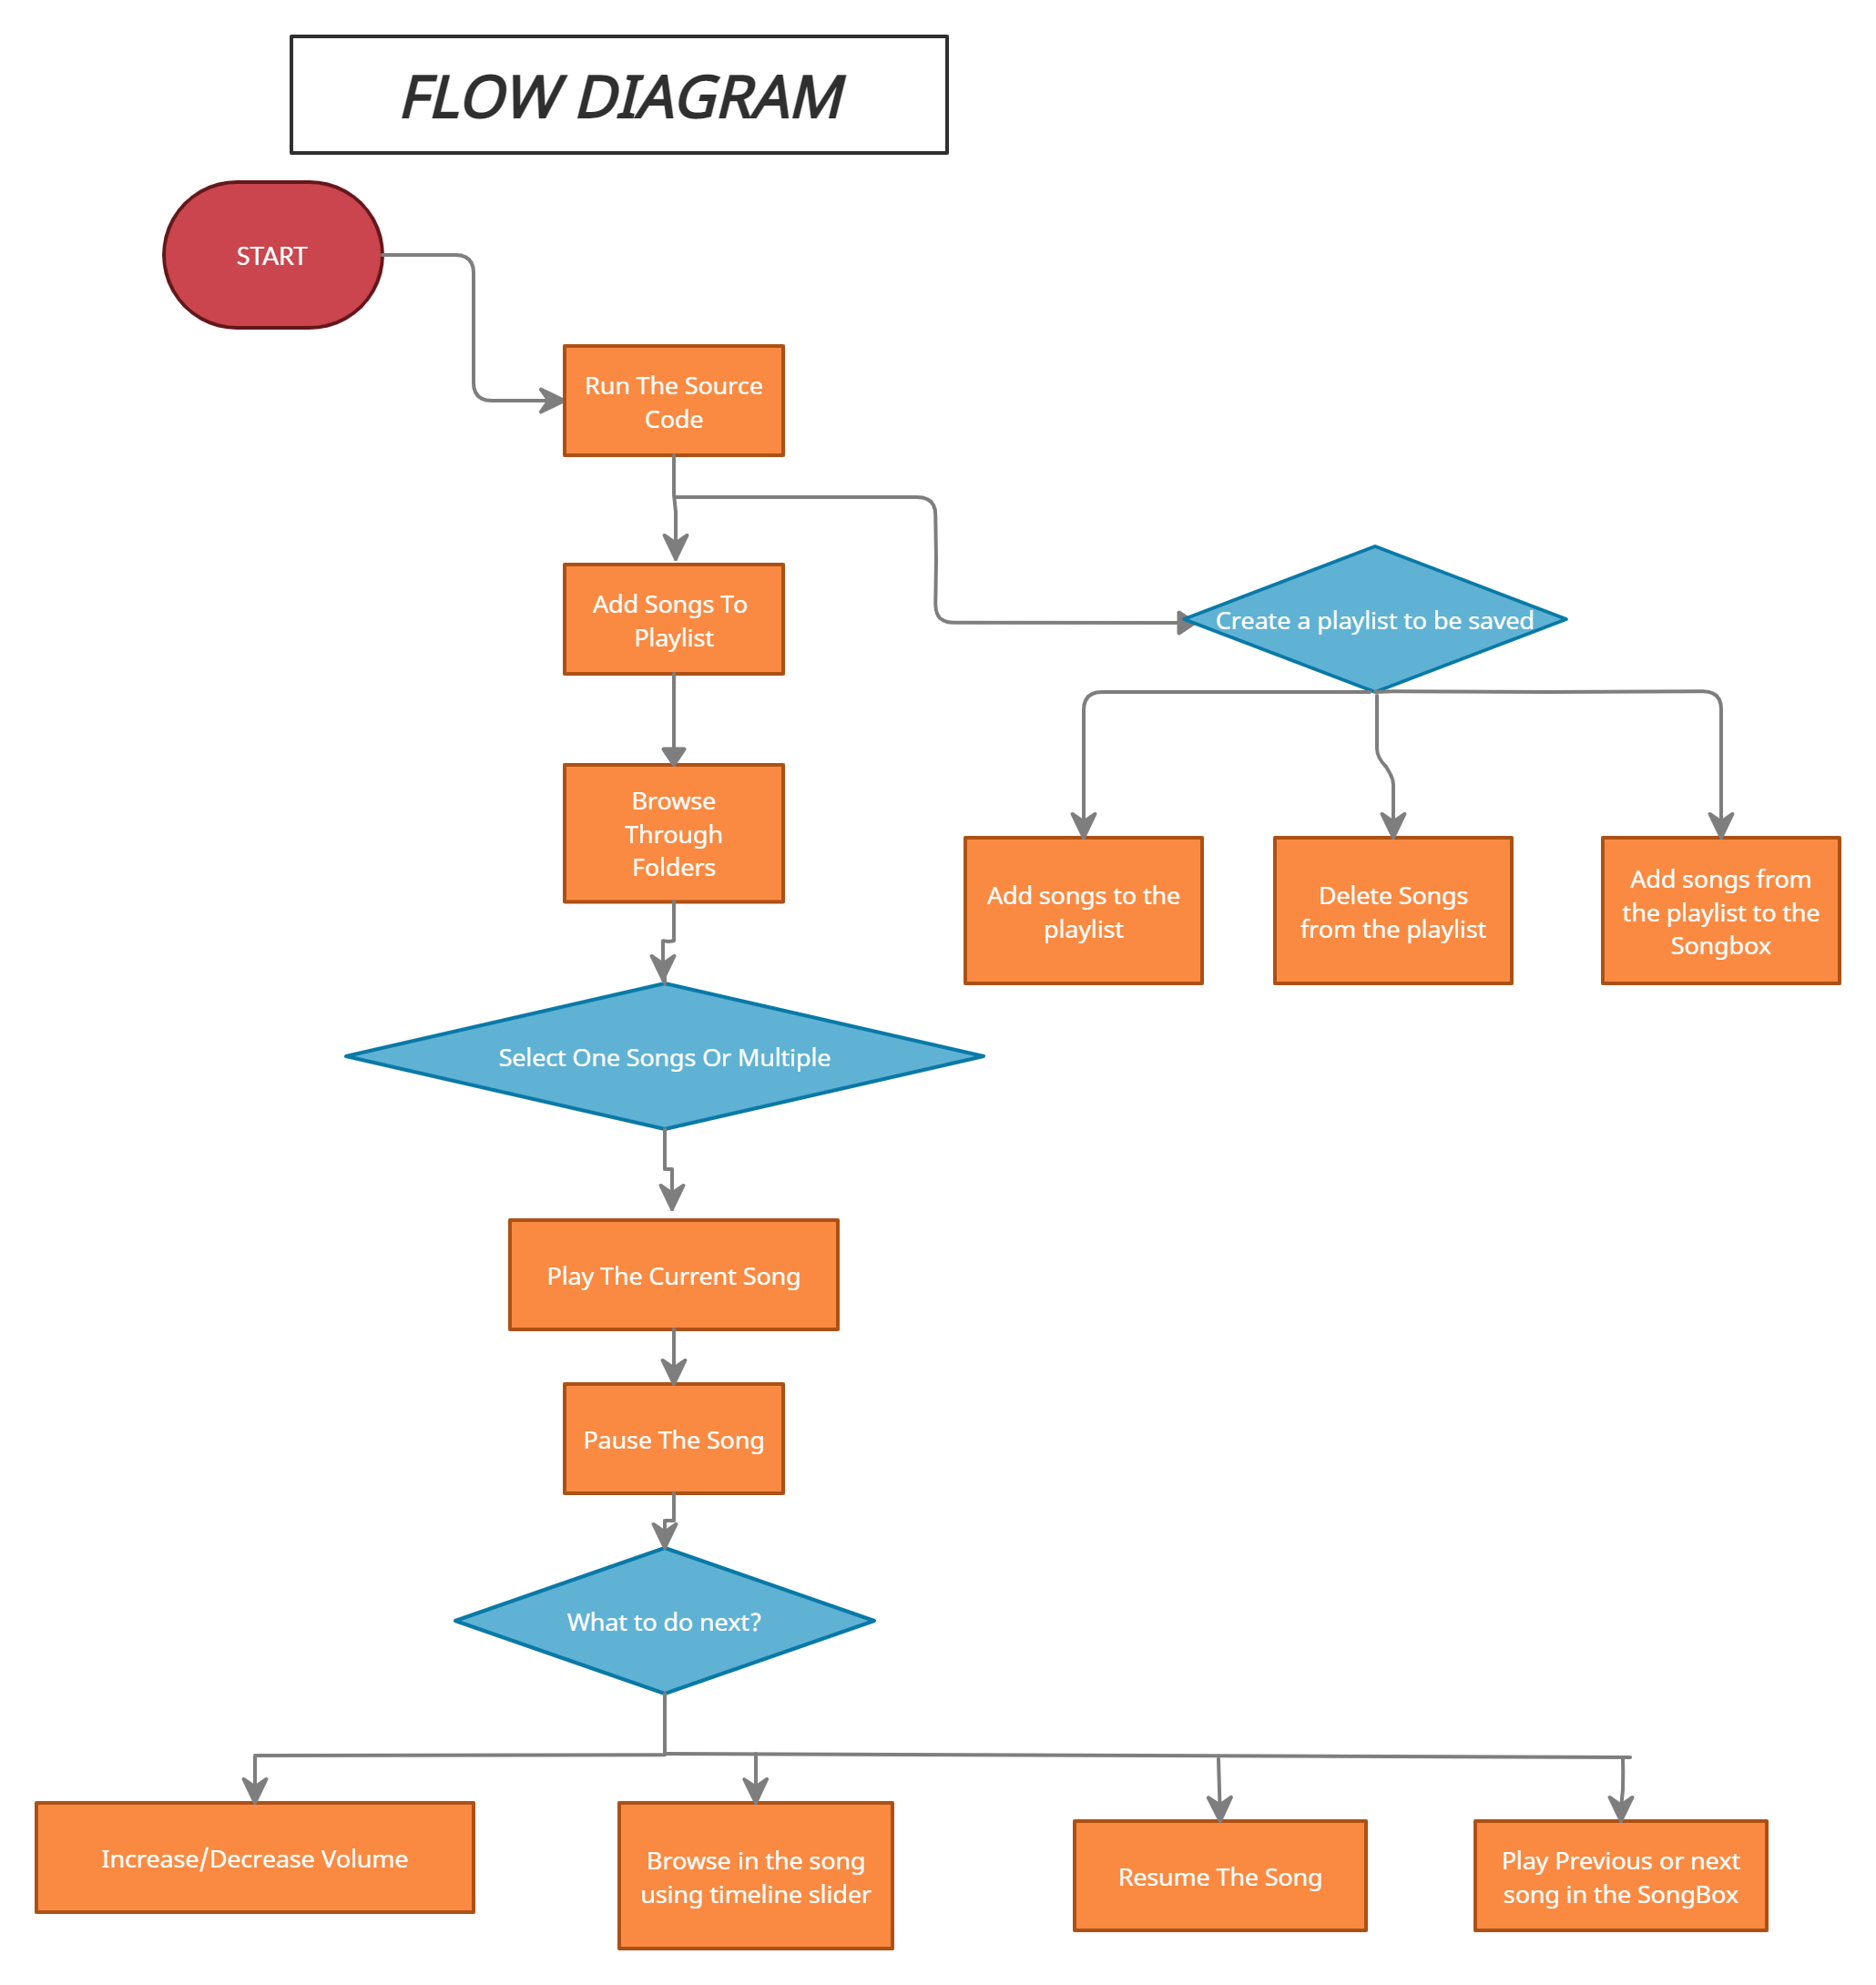 FLOW DIAGRAM
START
Run The Source
Code
Add Songs To
Playlist
Create a playlist to be saved
Browse
Through
Folders
Add songs to the
playlist
Delete Songs
from the playlist
Add songs from
the playlist to the
Songbox
Select One Songs Or Multiple
Play The Current Song
Pause The Song
What to do next?
Increase/Decrease Volume
Browse in the song
using timeline slider
Resume The Song
Play Previous or next
song in the SongBox